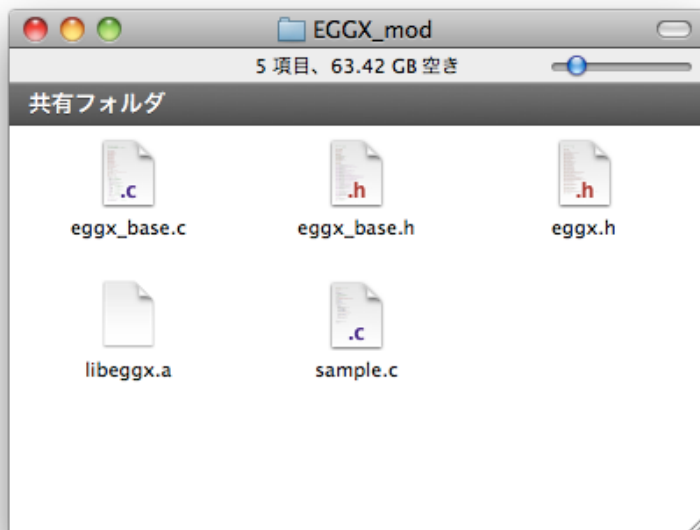 EGGX_mod
5 項目、63.42 GB 空き
共有フォルダ
.c
.h
.h
eggx_base.c
eggx_base.h
eggx.h
.c
libeggx.a
sample.c